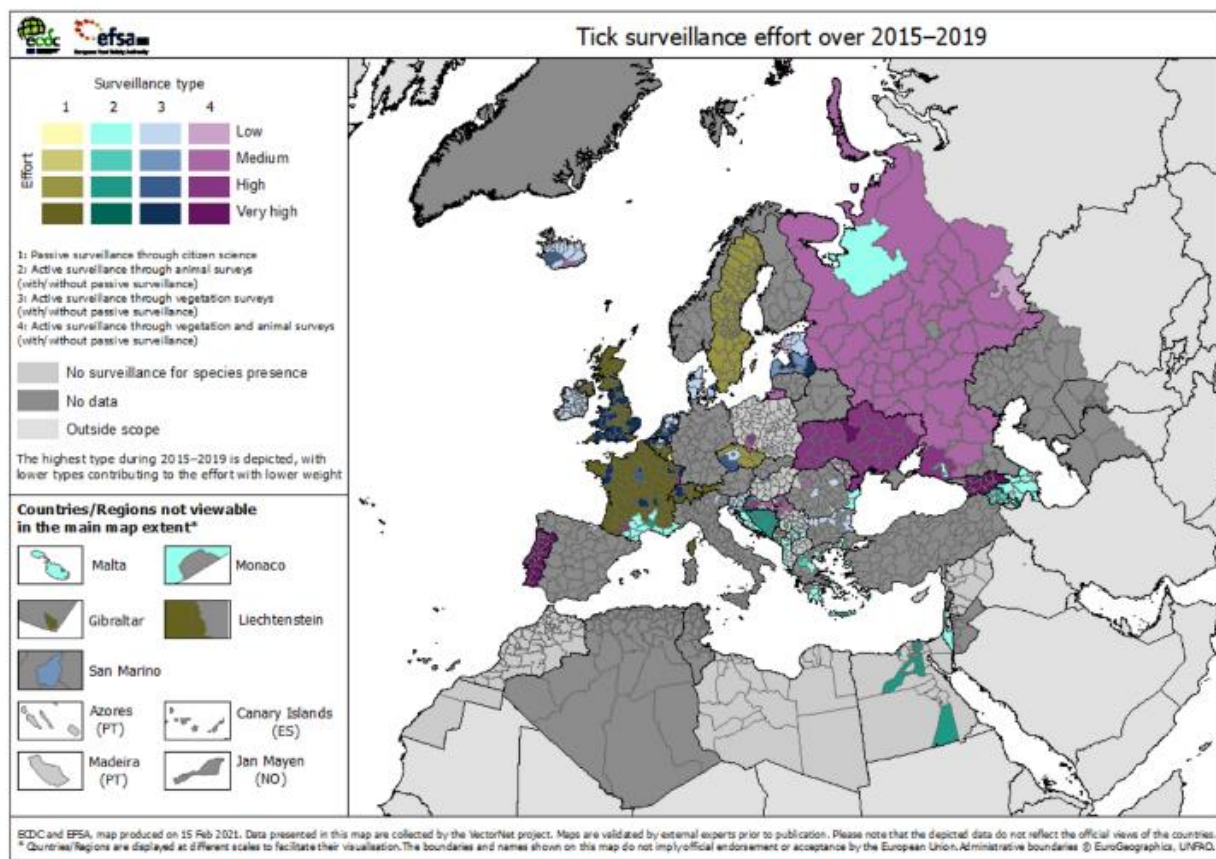 ecdc
efsa
European Food Safety Authority
Tick surveillance effort over 2015–2019
Surveillance type
1 2 3 4
Low
Medium
High
Very high
Effort
1: Passive surveillance through citizen science
2: Active surveillance through animal surveys
(with/without passive surveillance)
3: Active surveillance through vegetation surveys
(with/without passive surveillance)
4: Active surveillance through vegetation and animal surveys
(with/without passive surveillance)
No surveillance for species presence
No data
Outside scope
The highest type during 2015–2019 is depicted, with
lower types contributing to the effort with lower weight
Countries/Regions not viewable
in the main map extent*
Malta
Monaco
Gibraltar
Liechtenstein
San Marino
Azores
(PT)
Canary Islands
(ES)
Madeira
(PT)
Jan Mayen
(NO)
ECDC and EFSA, map produced on 15 Feb 2021. Data presented in this map are collected by the VectorNet project. Maps are validated by external experts prior to publication. Please note that the depicted data do not reflect the official views of the countries.
* Countries/Regions are displayed at different scales to facilitate their visualisation. The boundaries and names shown on this map do not imply official endorsement or acceptance by the European Union. Administrative boundaries © EuroGeographics, UNFAO.